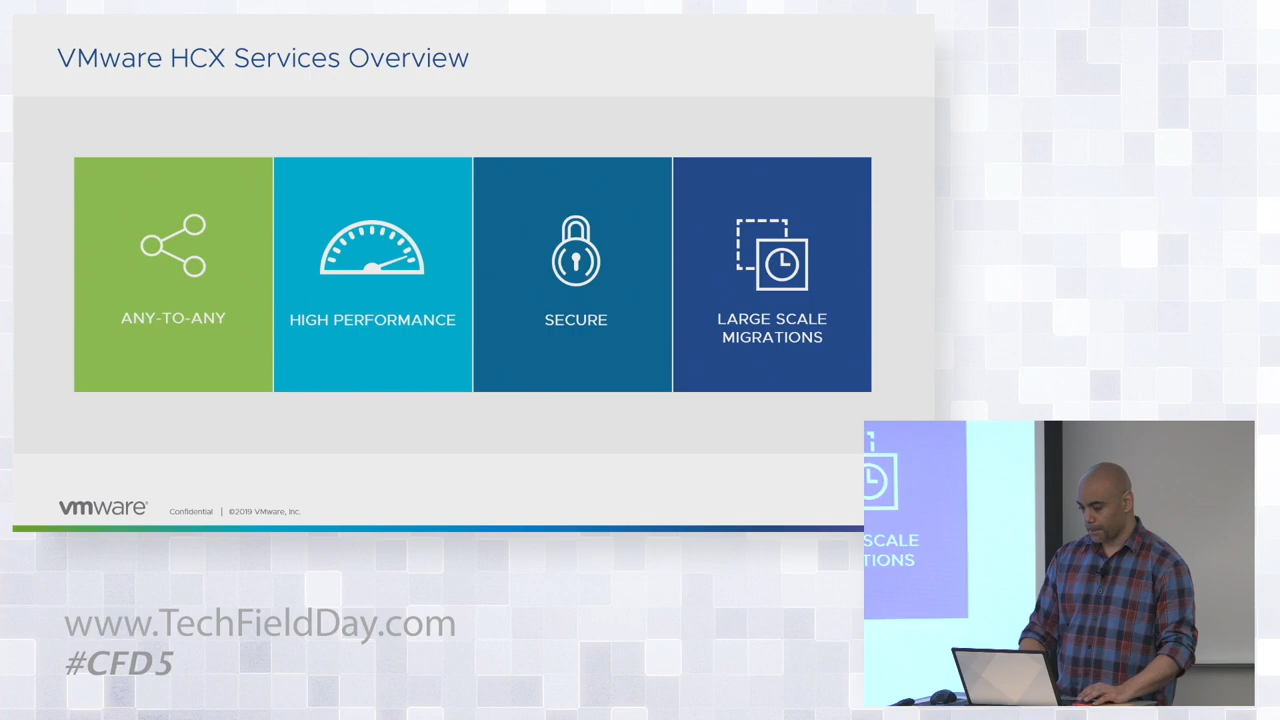 VMware HCX Services Overview
ANY-TO-ANY
HIGH PERFORMANCE
SECURE
LARGE SCALE
MIGRATIONS
vmware®
Confidential | ©2019 VMware, Inc.
SCALE
TIONS
www.TechFieldDay.com
#CFD5